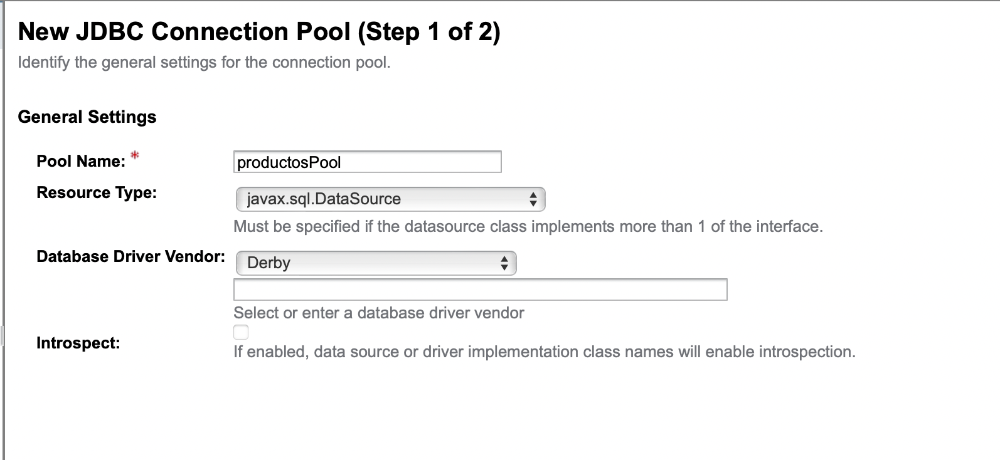 New JDBC Connection Pool (Step 1 of 2)
Identify the general settings for the connection pool.
General Settings
Pool Name: *
productosPool
Resource Type:
javax.sql.DataSource
Must be specified if the datasource class implements more than 1 of the interface.
Database Driver Vendor:
Derby
Select or enter a database driver vendor
Introspect:
If enabled, data source or driver implementation class names will enable introspection.